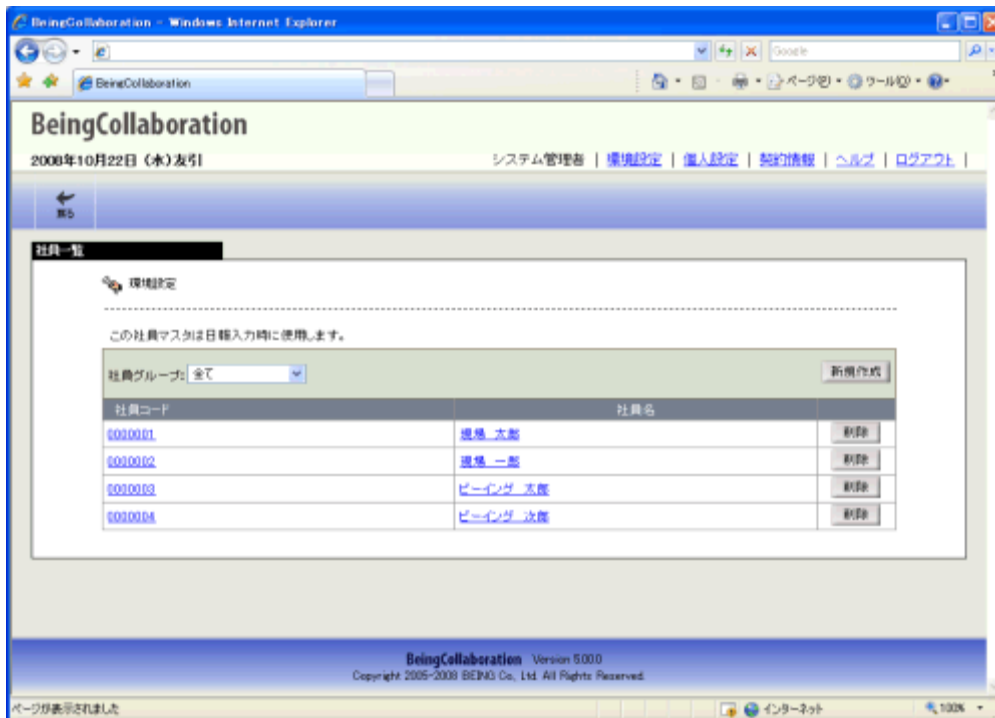 BeingCollaboration - Windows Internet Explorer
Google
BeingCollaboration
ページ(P) ツール(O)
BeingCollaboration
2008年10月22日 (水)友引
システム管理者 | 環境設定 | 個人設定 | 契約情報 | ヘルプ | ログアウト |
戻る
社員一覧
環境設定
この社員マスタは日報入力時に使用します。
社員グループ: 全て
新規作成
社員コード 社員名
0000001 現場 太郎 削除
0000002 現場 一郎 削除
0000003 ビーイング 太郎 削除
0000004 ビーイング 次郎 削除
BeingCollaboration Version 5.00.0
Copyright 2005-2008 BEING Co., Ltd. All Rights Reserved.
ページが表示されました
インターネット
100%